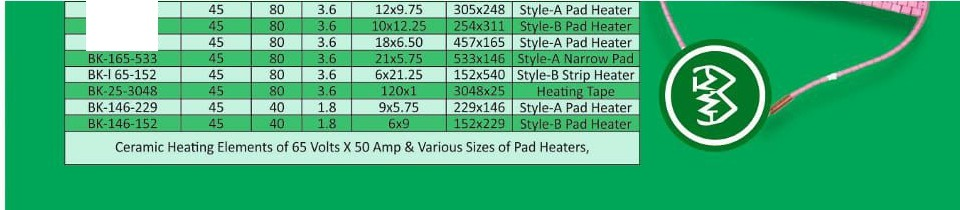 45 80 3.6 12x9.75 305x248 Style-A Pad Heater
45 80 3.6 10x12.25 254x311 Style-B Pad Heater
45 80 3.6 18x6.50 457x165 Style-A Pad Heater
BK-165-533 45 80 3.6 21x5.75 533x146 Style-A Narrow Pad
BK-l 65-152 45 80 3.6 6x21.25 152x540 Style-B Strip Heater
BK-25-3048 45 80 3.6 120x1 3048x25 Heating Tape
BK-146-229 45 40 1.8 9x5.75 229x146 Style-A Pad Heater
BK-146-152 45 40 1.8 6x9 152x229 Style-B Pad Heater
Ceramic Heating Elements of 65 Volts X 50 Amp & Various Sizes of Pad Heaters,